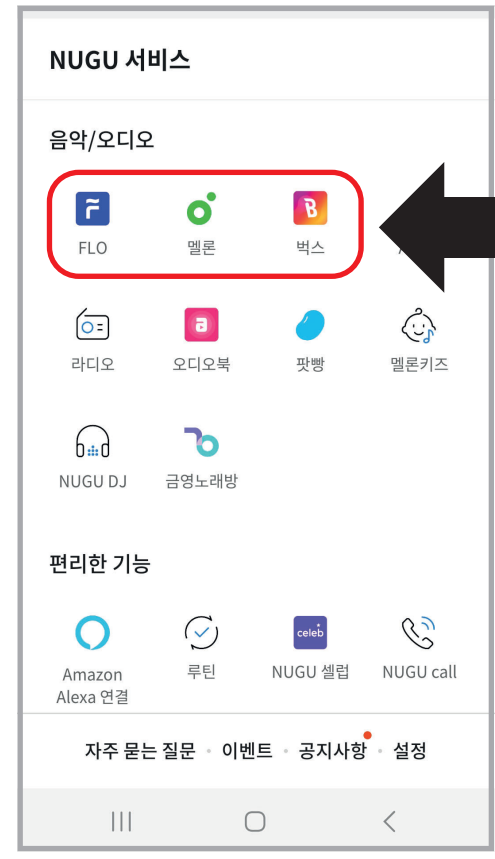 NUGU 서비스
음악/오디오
FLO 멜론 벅스
라디오 오디오북 팟빵 멜론키즈
NUGU DJ 금영노래방
편리한 기능
celeb
Amazon 루틴 NUGU 셀럽 NUGU call
Alexa 연결
자주 묻는 질문 · 이벤트 · 공지사항 · 설정